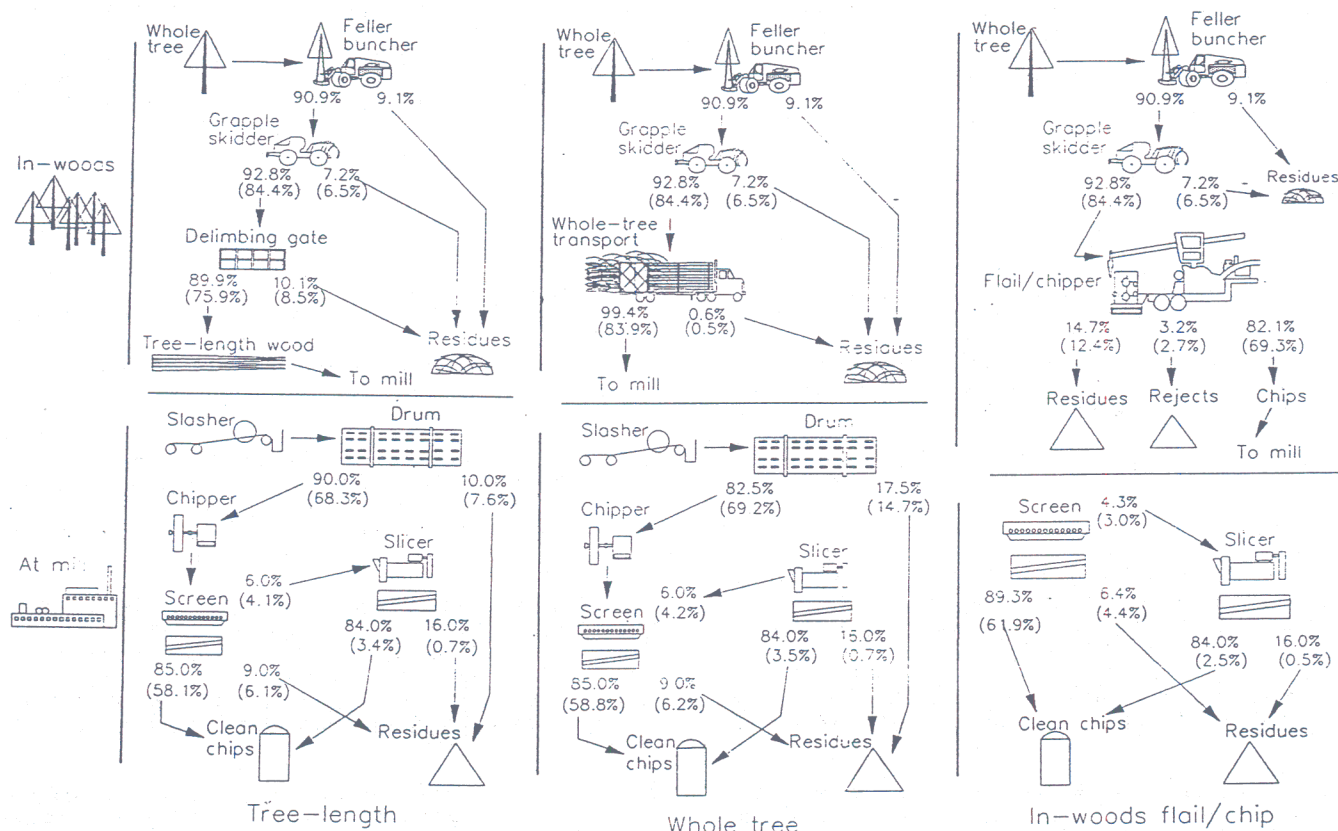 Whole
tree
Feller
buncher
90.9% 9.1%
Grapple
skidder
92.8% 7.2%
(84.4%) (6.5%)
In-woods
Delimbing gate
89.9% 10.1%
(75.9%) (8.5%)
Tree-length wood
Residues
To mill
Slasher
Drum
90.0% 10.0%
(68.3%) (7.6%)
Chipper
Slicer
At
6.0%
(4.1%)
Screen
84.0% 16.0%
(3.4%) (0.7%)
85.0% 9.0%
(58.1%) (6.1%)
Clean
chips
Residues
Tree-length
Whole
tree
Feller
buncher
90.9% 9.1%
Grapple
skidder
92.8% 7.2%
(84.4%) (6.5%)
Whole-tree
transport
99.4% 0.6%
(83.9%) (0.5%)
Residues
To mill
Slasher
Drum
82.5% 17.5%
(69.2%) (14.7%)
Chipper
Slicer
6.0%
(4.2%)
Screen
84.0% 16.0%
(3.5%) (0.7%)
85.0% 9.0%
(58.8%) (6.2%)
Clean
chips
Residues
Whole tree
Whole
tree
Feller
buncher
90.9% 9.1%
Grapple
skidder
92.8% 7.2%
(84.4%) (6.5%)
Residues
Flail/chipper
14.7% 3.2% 82.1%
(12.4%) (2.7%) (69.3%)
Residues Rejects Chips
To mill
Screen
4.3%
(3.0%)
Slicer
89.3% 6.4%
(61.9%) (4.4%)
84.0% 16.0%
(2.5%) (0.5%)
Clean chips
Residues
In-woods flail/chip